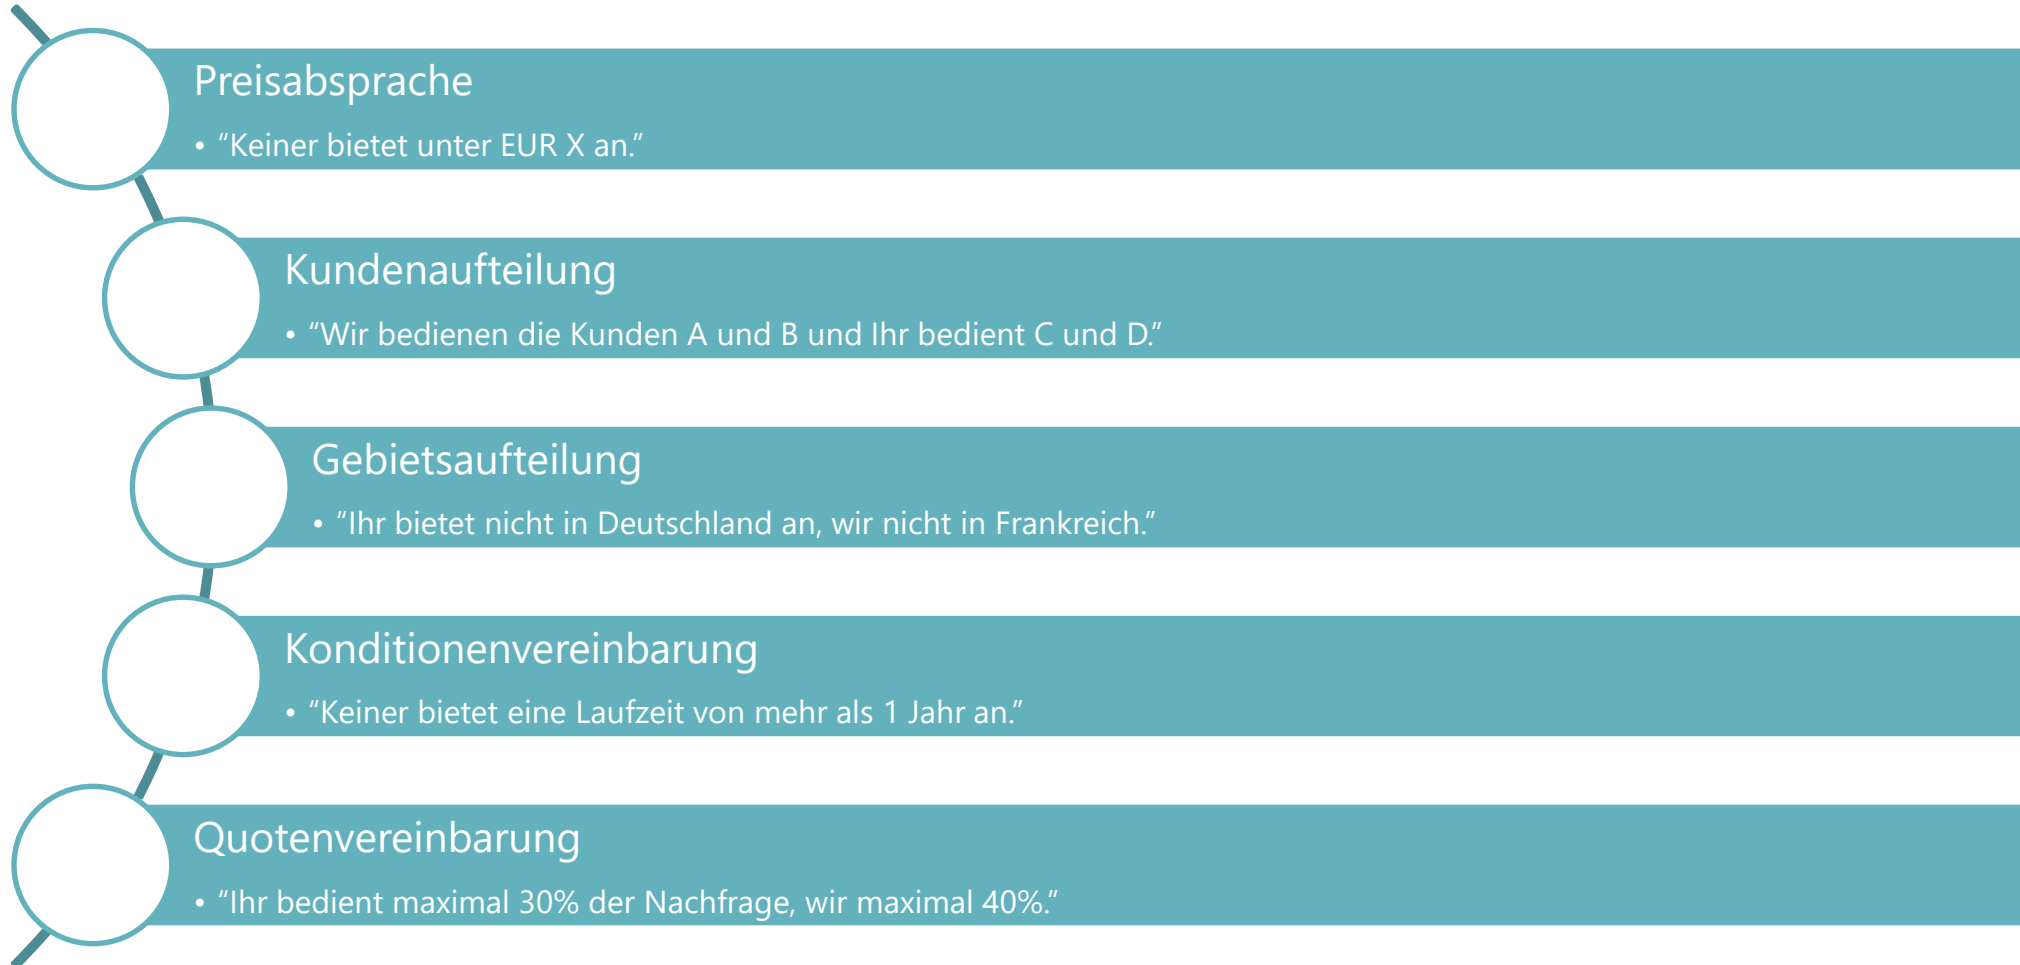 Preisabsprache
• “Keiner bietet unter EUR X an.”
Kundenaufteilung
• “Wir bedienen die Kunden A und B und Ihr bedient C und D.”
Gebietsaufteilung
• “Ihr bietet nicht in Deutschland an, wir nicht in Frankreich.”
Konditionenvereinbarung
• “Keiner bietet eine Laufzeit von mehr als 1 Jahr an.”
Quotenvereinbarung
• “Ihr bedient maximal 30% der Nachfrage, wir maximal 40%.”